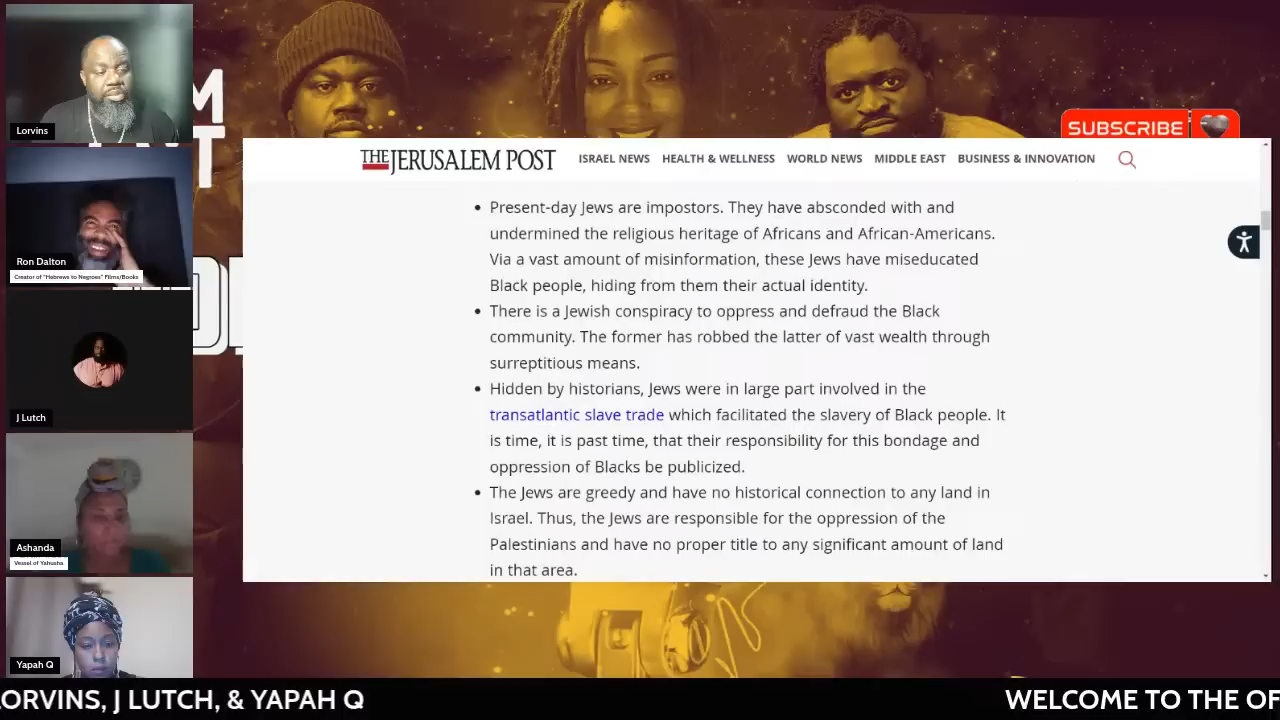 M
T
D
SUBSCRIBE
Lorvins
Ron Dalton
Creator of "Hebrews to Negroes" Films/Books
J Lutch
Ashanda
Vessel of Yahusha
Yapah Q
THE JERUSALEM POST
ISRAEL NEWS HEALTH & WELLNESS WORLD NEWS MIDDLE EAST BUSINESS & INNOVATION
• Present-day Jews are impostors. They have absconded with and
undermined the religious heritage of Africans and African-Americans.
Via a vast amount of misinformation, these Jews have miseducated
Black people, hiding from them their actual identity.
• There is a Jewish conspiracy to oppress and defraud the Black
community. The former has robbed the latter of vast wealth through
surreptitious means.
• Hidden by historians, Jews were in large part involved in the
transatlantic slave trade which facilitated the slavery of Black people. It
is time, it is past time, that their responsibility for this bondage and
oppression of Blacks be publicized.
• The Jews are greedy and have no historical connection to any land in
Israel. Thus, the Jews are responsible for the oppression of the
Palestinians and have no proper title to any significant amount of land
in that area.
LORVINS, J LUTCH, & YAPAH Q WELCOME TO THE OF